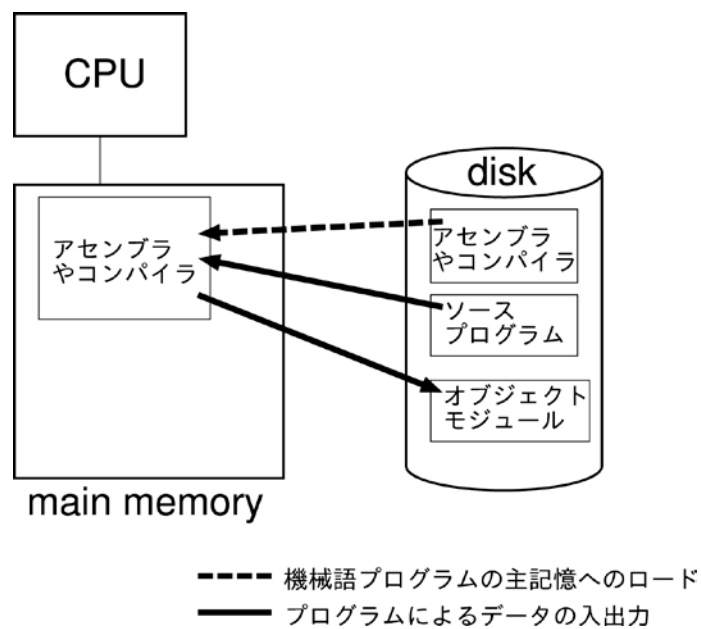 CPU
disk
アセンブラ
やコンパイラ
アセンブラ
やコンパイラ
ソース
プログラム
オブジェクト
モジュール
main memory
機械語プログラムの主記憶へのロード
プログラムによるデータの入出力